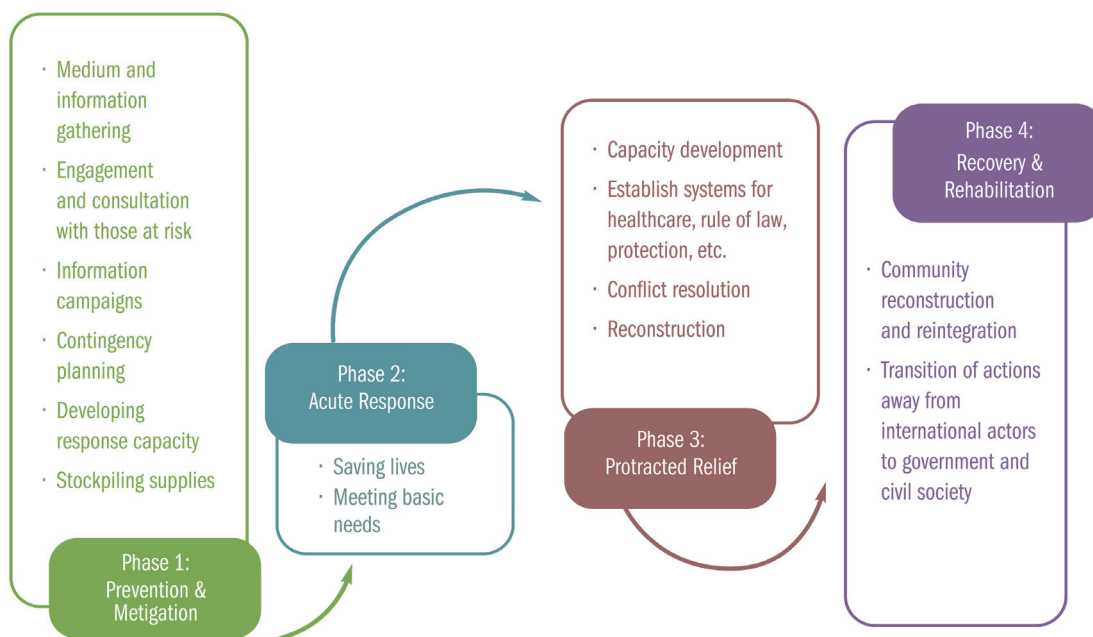 · Medium and
information
gathering
· Engagement
and consultation
with those at risk
· Information
campaigns
· Contingency
planning
· Developing
response capacity
· Stockpiling supplies
Phase 1:
Prevention &
Metigation
Phase 2:
Acute Response
· Saving lives
· Meeting basic
needs
· Capacity development
· Establish systems for
healthcare, rule of law,
protection, etc.
· Conflict resolution
· Reconstruction
Phase 3:
Protracted Relief
Phase 4:
Recovery &
Rehabilitation
· Community
reconstruction
and reintegration
· Transition of actions
away from
international actors
to government and
civil society